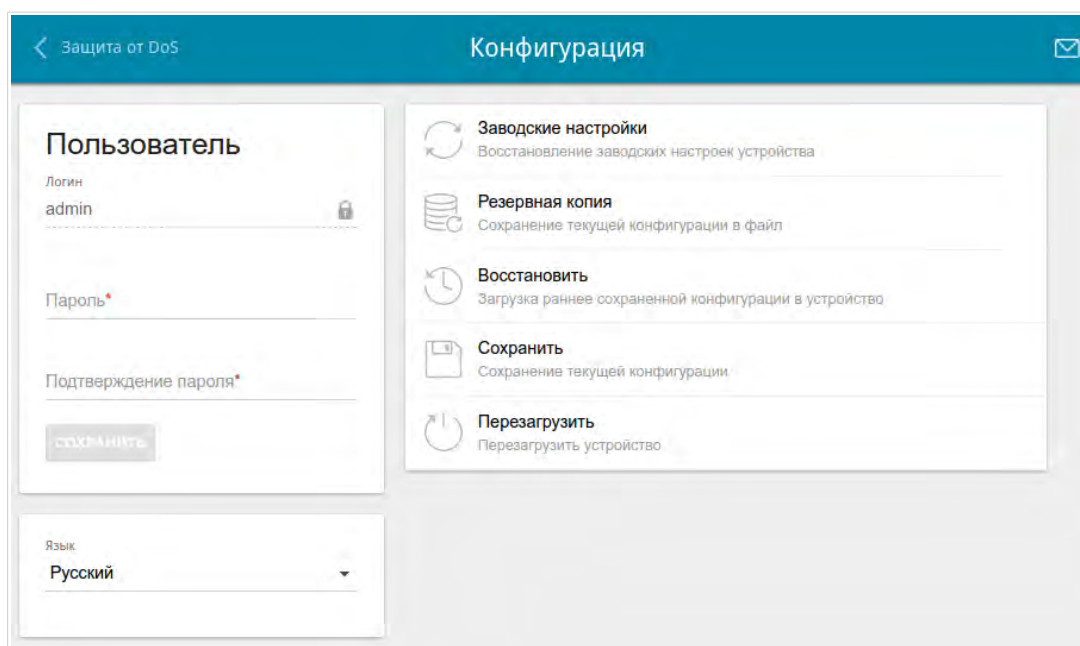 Защита от DoS
Конфигурация
Пользователь
Логин
admin
Пароль*
Подтверждение пароля*
СОХРАНИТЬ
Язык
Русский
Заводские настройки
Восстановление заводских настроек устройства
Резервная копия
Сохранение текущей конфигурации в файл
Восстановить
Загрузка раннее сохраненной конфигурации в устройство
Сохранить
Сохранение текущей конфигурации
Перезагрузить
Перезагрузить устройство